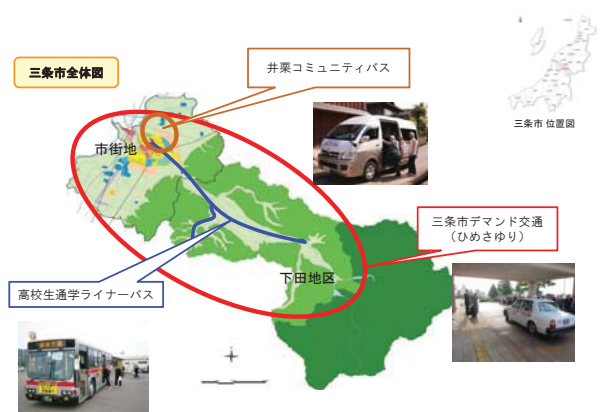 三条市全体図
井栗コミュニティバス
三条市 位置図
市街地
三条市デマンド交通
（ひめさゆり）
下田地区
高校生通学ライナーバス